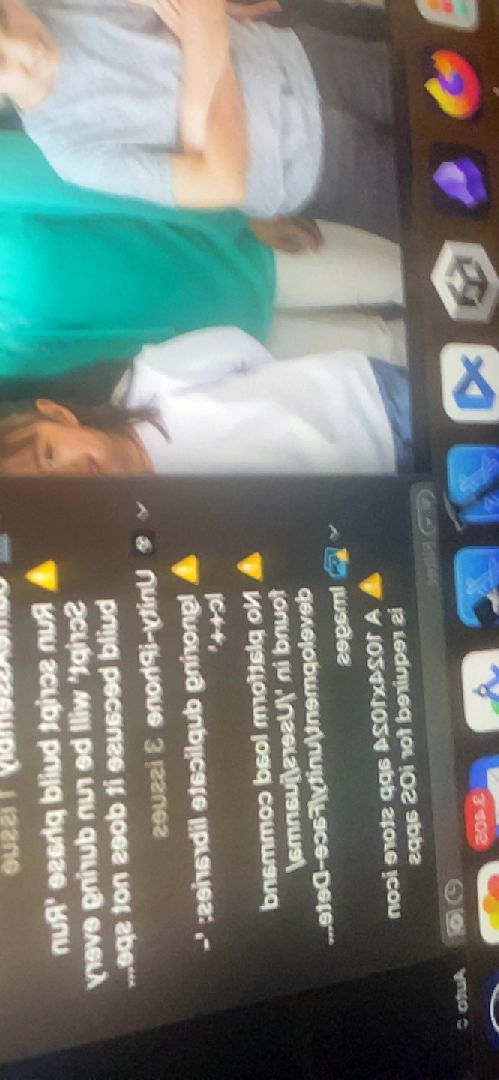 GameAssembly 1 issue
Run script build phase 'Run
Script' will be run during every
build because it does not spe...
Unity-iPhone 3 issues
Ignoring duplicate libraries: '-
lc++'
No platform load command
found in '/Users/juanma/
development/unity/Face-Dete...
Images
A 1024x1024 app store icon
is required for iOS apps
Filter
Auto
3.405